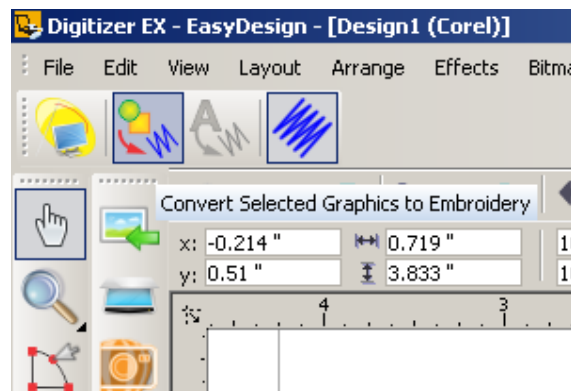 Digitizer EX - EasyDesign - [Design1 (Corel)]
File Edit View Layout Arrange Effects
Convert Selected Graphics to Embroidery
x: -0.214 " 0.719 "
y: 0.51 " 3.833 "
4 3